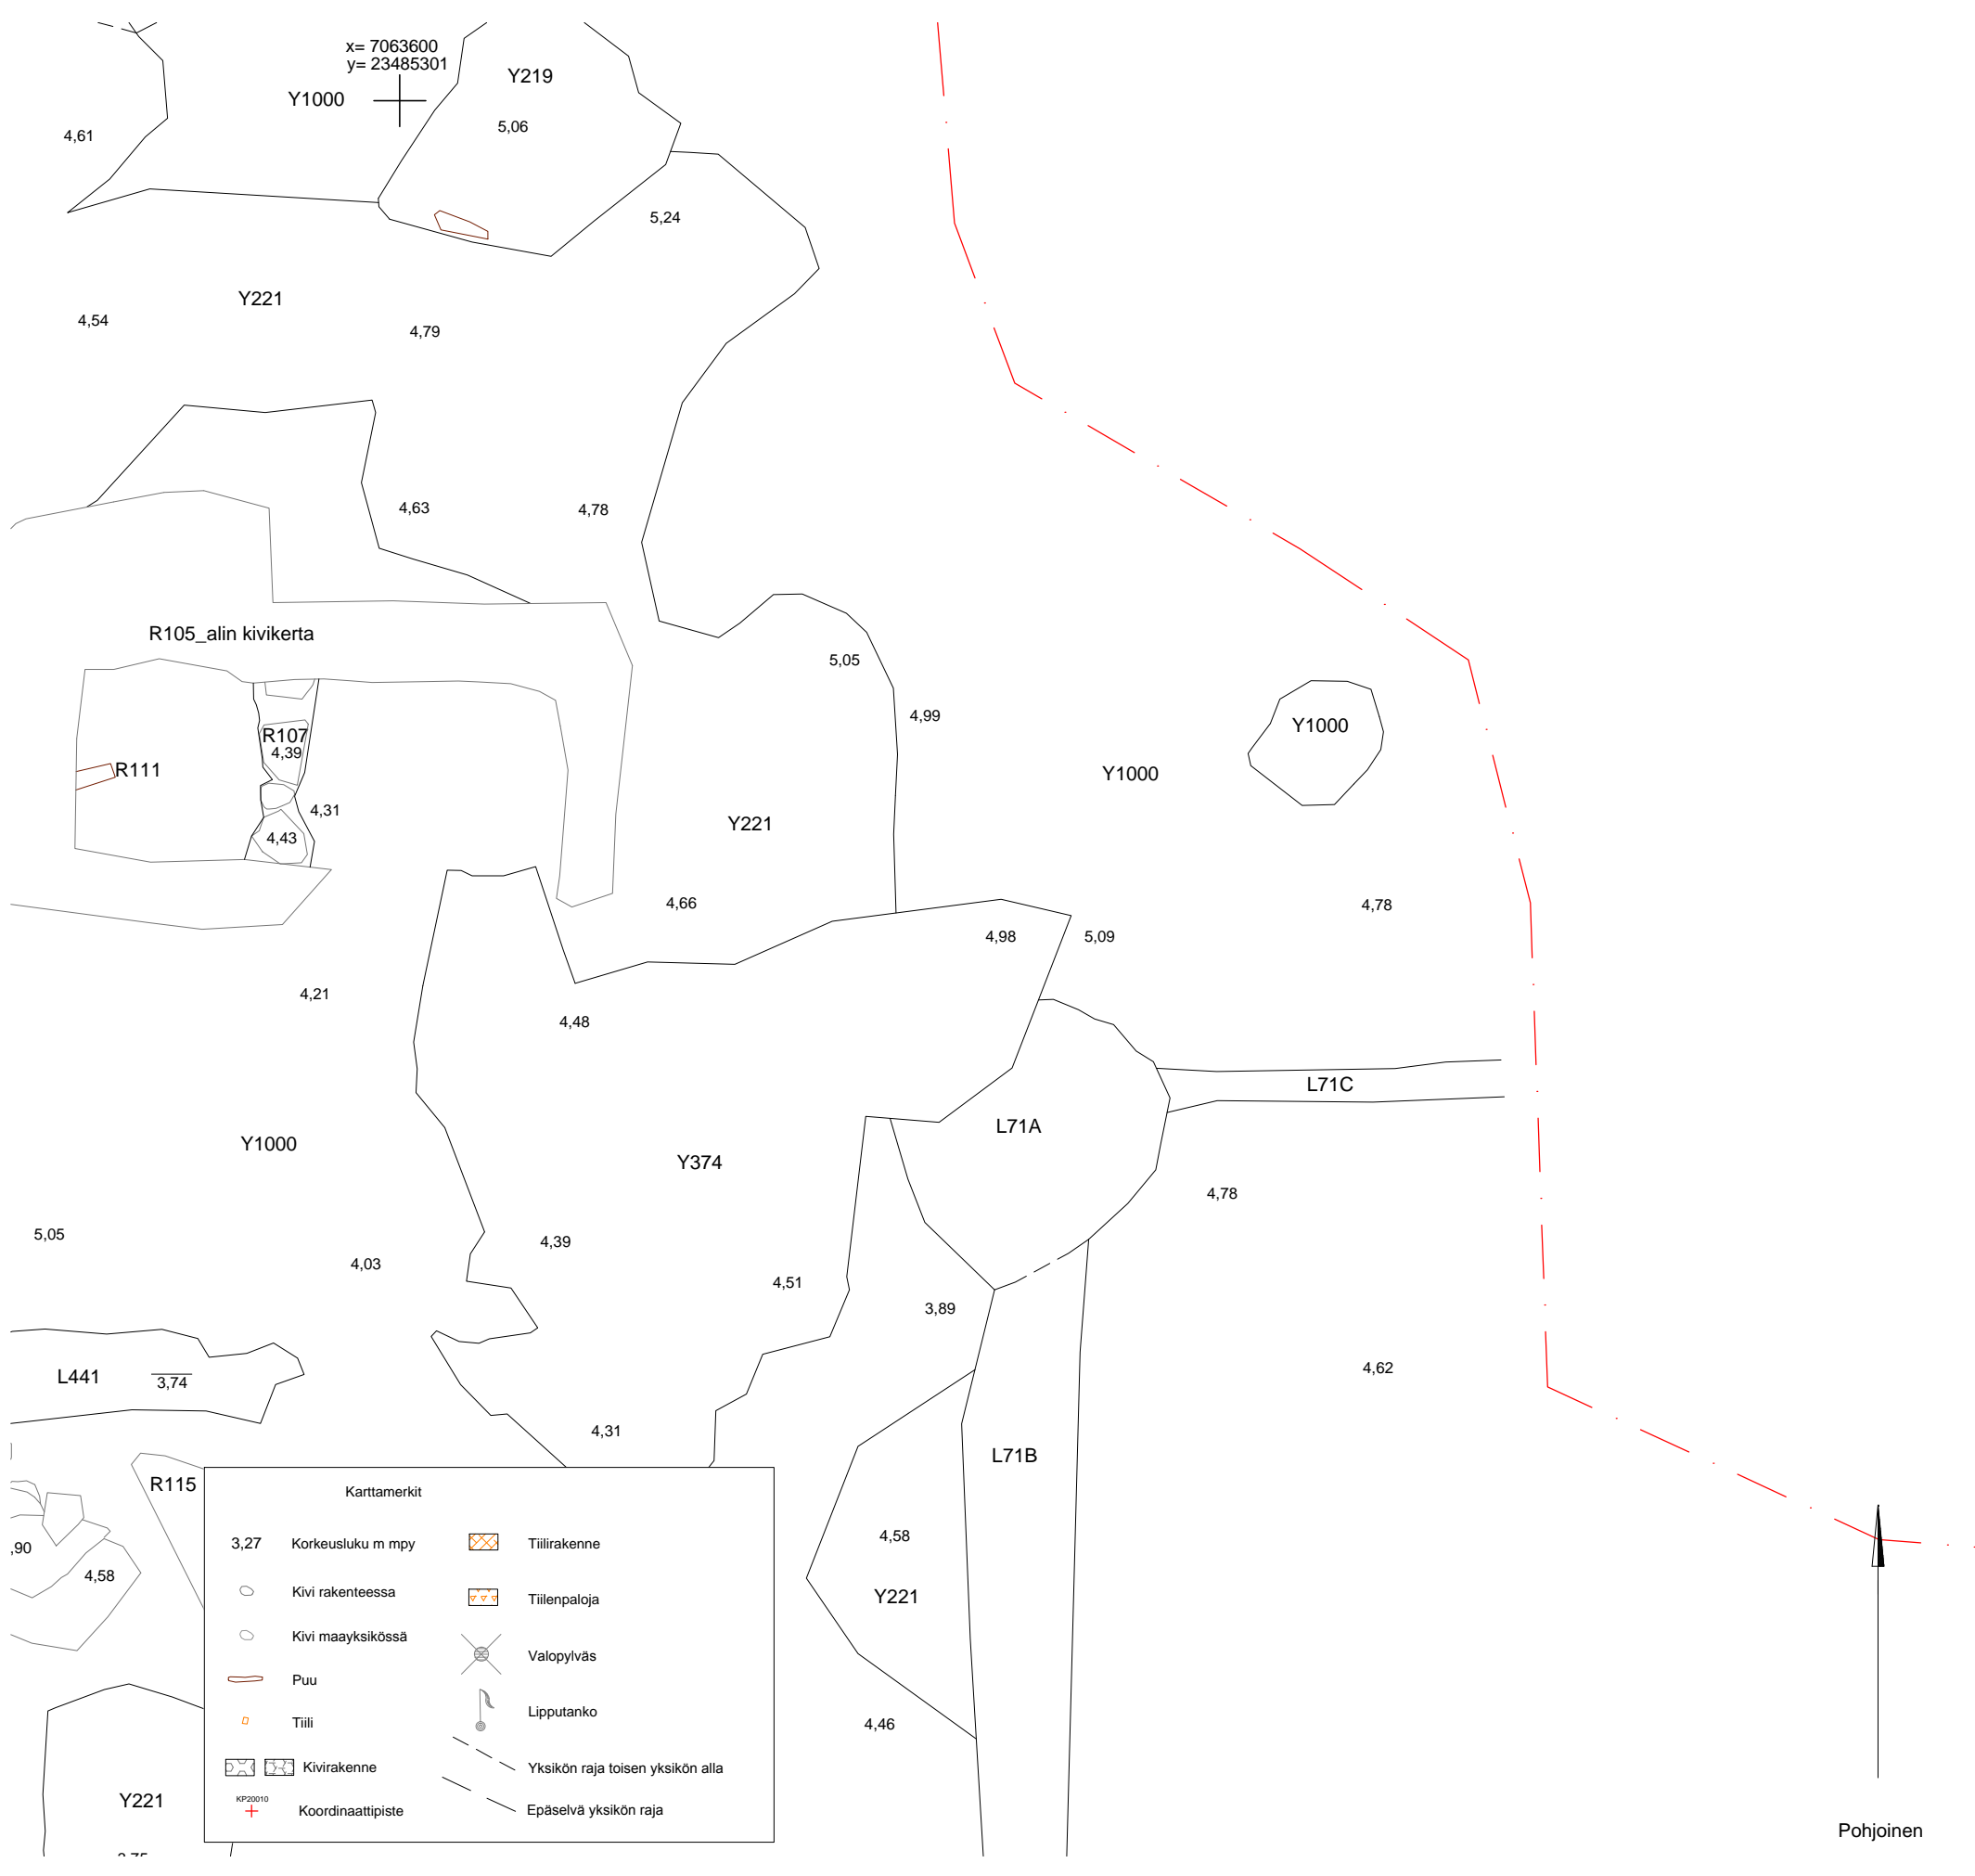 x= 7063600
y= 23485301
Y219
Y1000
5,06
4,61
5,24
Y221
4,54
4,79
4,63
4,78
R105_alin kivikerta
5,05
4,99
Y1000
R107
4,39
R111
Y1000
4,31
Y221
4,43
4,66
4,78
4,98
5,09
4,21
4,48
L71C
L71A
Y1000
Y374
4,78
5,05
4,39
4,03
4,51
3,89
4,62
L441
3,74
4,31
L71B
R115
,90
4,58
4,58
Y221
4,46
Y221
Karttamerkit
3,27 Korkeusluku m mpy
Kivi rakenteessa
Kivi maayksikössä
Puu
Tiili
Kivirakenne
KP20010
Koordinaattipiste
Tiilirakenne
Tiilenpaloja
Valopylväs
Lipputanko
Yksikön raja toisen yksikön alla
Epäselvä yksikön raja
Pohjoinen